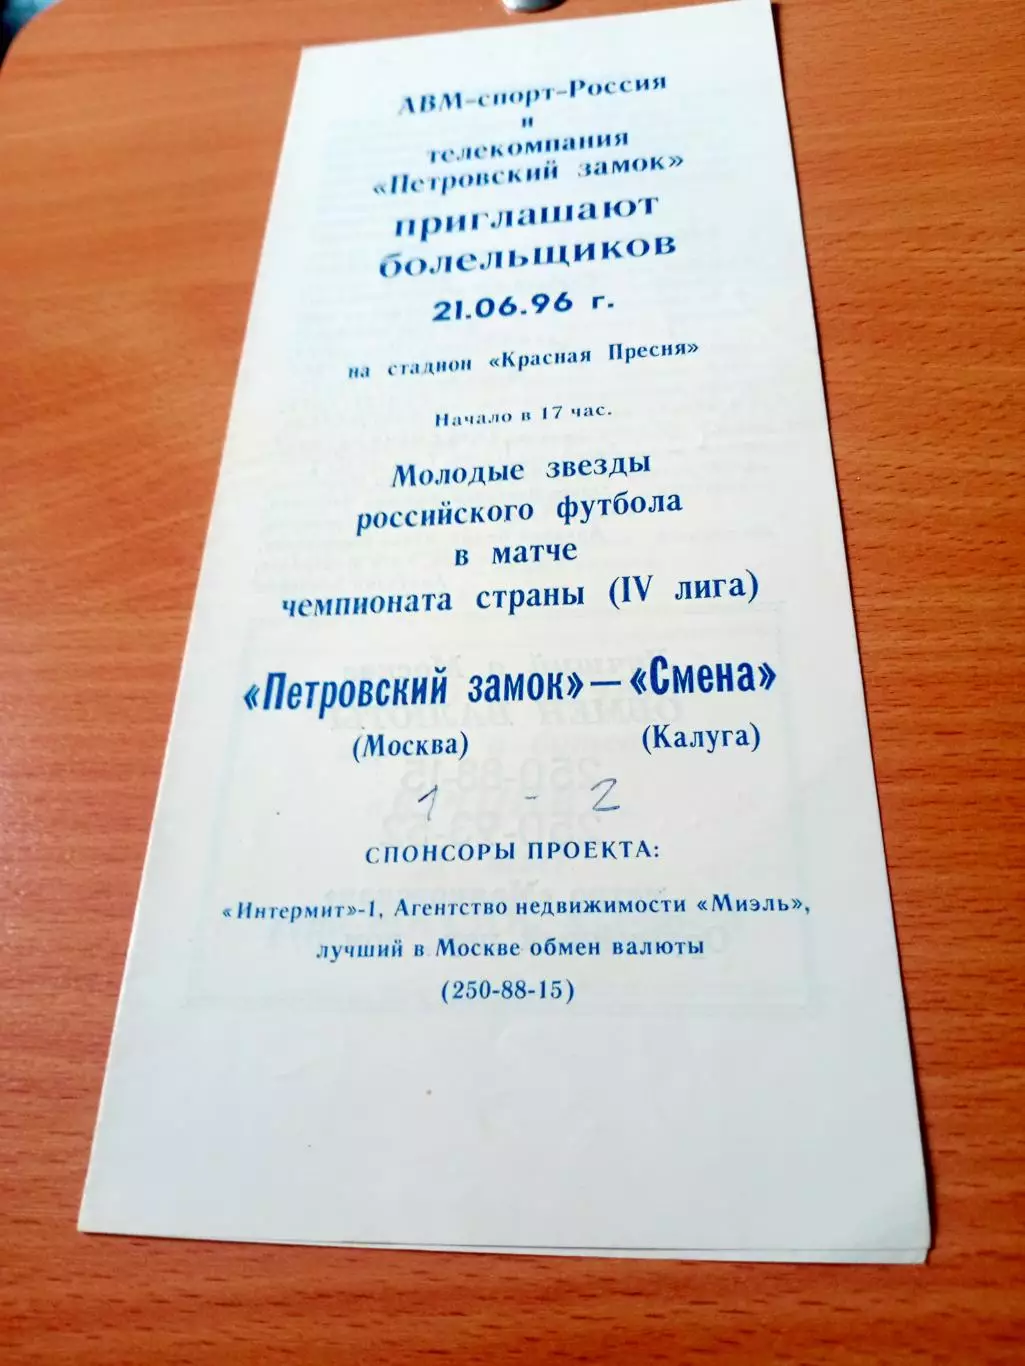 АВМ-спорт-Россия
и
телекомпания
«Петровский замок»
приглашают
болельщиков
21.06.96 г.
на стадион «Красная Пресня»
Начало в 17 час.
Молодые звезды
российского футбола
в матче
чемпионата страны (IV лига)
«Петровский замок» — «Смена»
(Москва) (Калуга)
1 - 2
СПОНСОРЫ ПРОЕКТА:
«Интермит»-1, Агентство недвижимости «Миэль»,
лучший в Москве обмен валюты
(250-88-15)